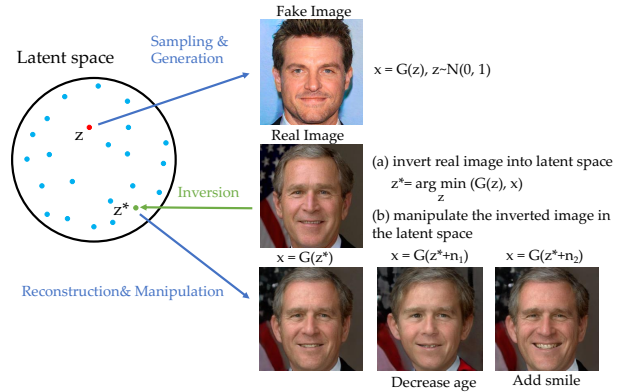 Fake Image
Sampling &
Generation
Latent space
x = G(z), z~N(0, 1)
z
Real Image
(a) invert real image into latent space
z*= arg min (G(z), x)
z
Inversion
z*
(b) manipulate the inverted image in
the latent space
x = G(z*)
x = G(z*+n₁)
x = G(z*+n₂)
Reconstruction& Manipulation
Decrease age
Add smile